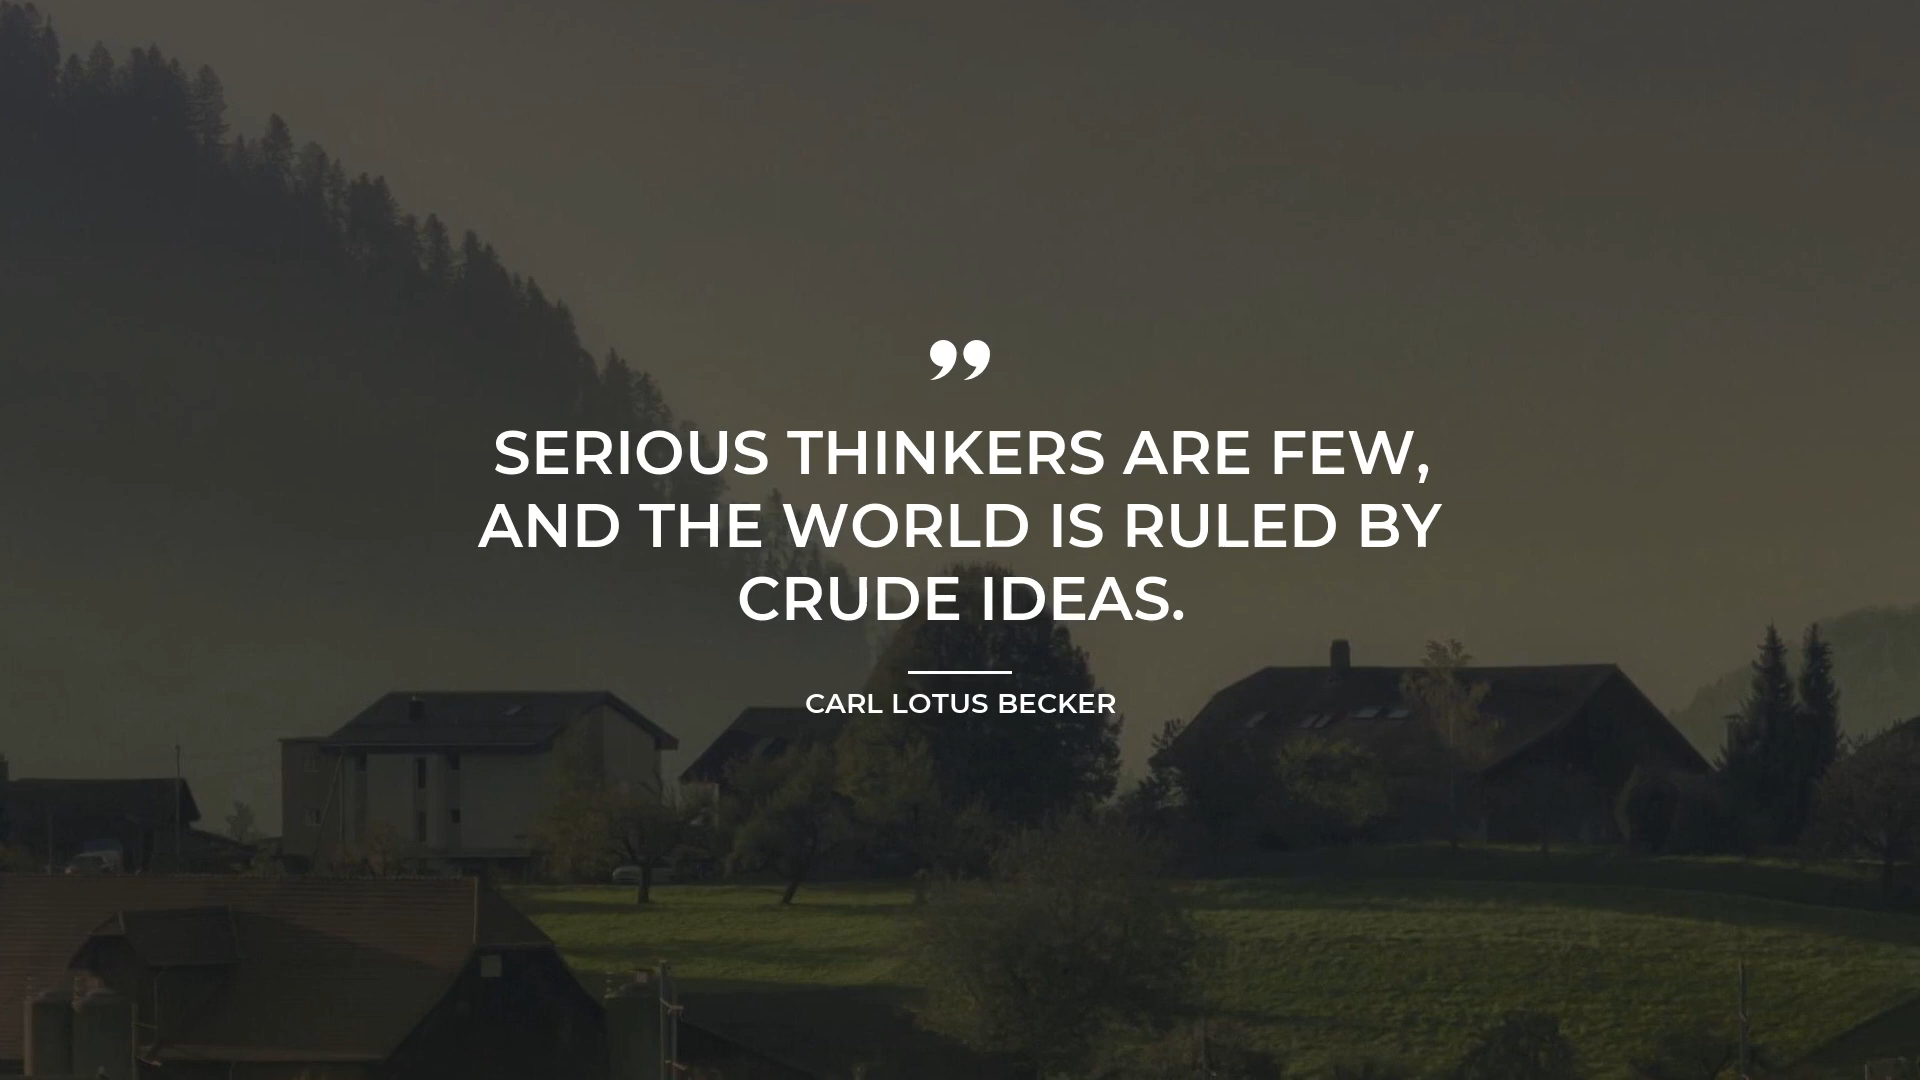 ”
SERIOUS THINKERS ARE FEW,
AND THE WORLD IS RULED BY
CRUDE IDEAS.
CARL LOTUS BECKER